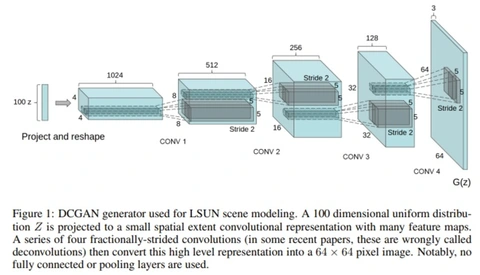 3
128
256
512
1024
64
5
5
Stride 2
16
Stride 2
5
5
32
8
5
5
4
100 z
4
Stride 2
64
5
5
Stride 2
8
16
32
Project and reshape
CONV 1
CONV 2
CONV 3
CONV 4
G(z)
Figure 1: DCGAN generator used for LSUN scene modeling. A 100 dimensional uniform distribu-
tion Z is projected to a small spatial extent convolutional representation with many feature maps.
A series of four fractionally-strided convolutions (in some recent papers, these are wrongly called
deconvolutions) then convert this high level representation into a 64 × 64 pixel image. Notably, no
fully connected or pooling layers are used.